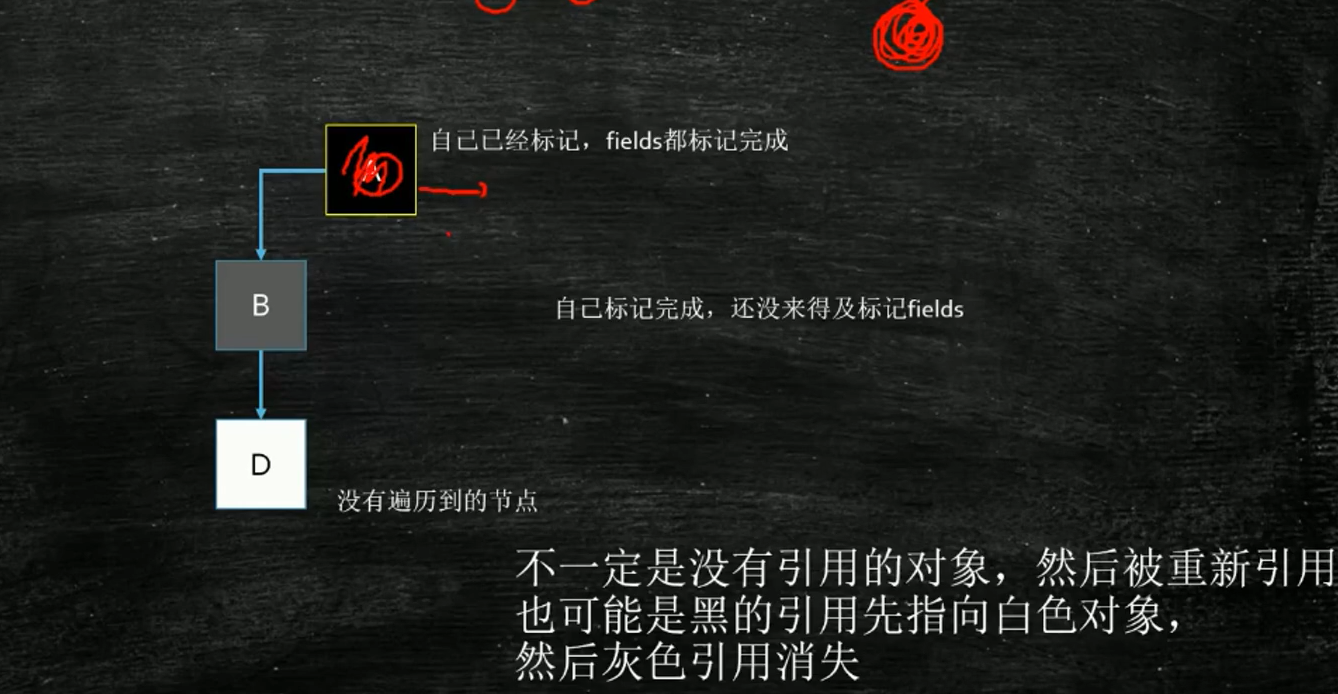 自己已经标记，fields都标记完成
A
B
自己标记完成，还没来得及标记fields
D
没有遍历到的节点
不一定是没有引用的对象，然后被重新引用
也可能是黑的引用先指向白色对象，
然后灰色引用消失